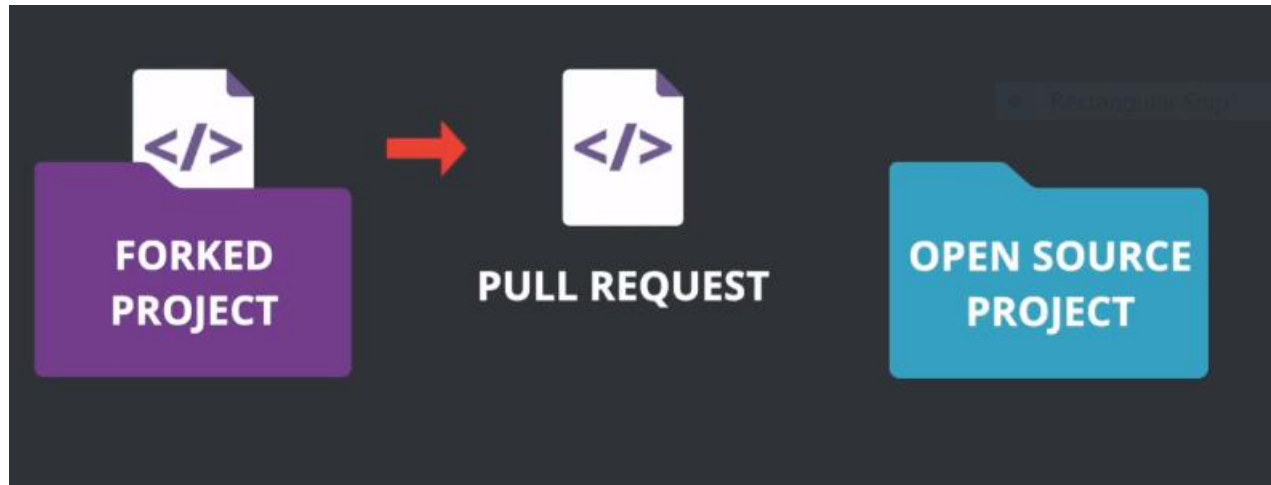 </>
</>
FORKED
PROJECT
PULL REQUEST
OPEN SOURCE
PROJECT